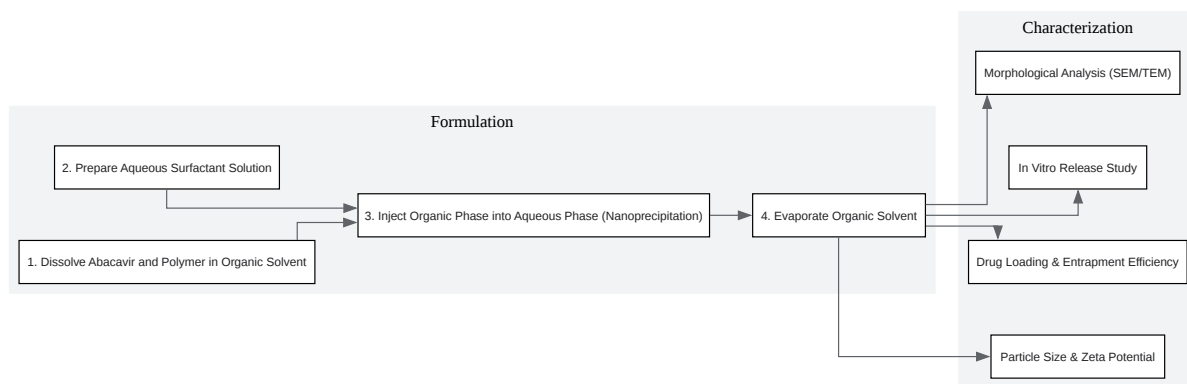 Formulation
2. Prepare Aqueous Surfactant Solution
1. Dissolve Abacavir and Polymer in Organic Solvent
3. Inject Organic Phase into Aqueous Phase (Nanoprecipitation)
4. Evaporate Organic Solvent
Characterization
Morphological Analysis (SEM/TEM)
In Vitro Release Study
Drug Loading & Entrapment Efficiency
Particle Size & Zeta Potential